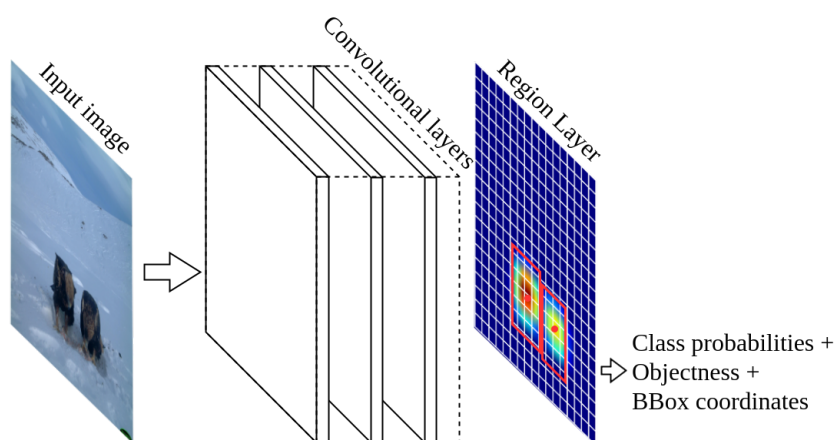 Input image
Convolutional layers
Region Layer
Class probabilities +
Objectness +
BBox coordinates